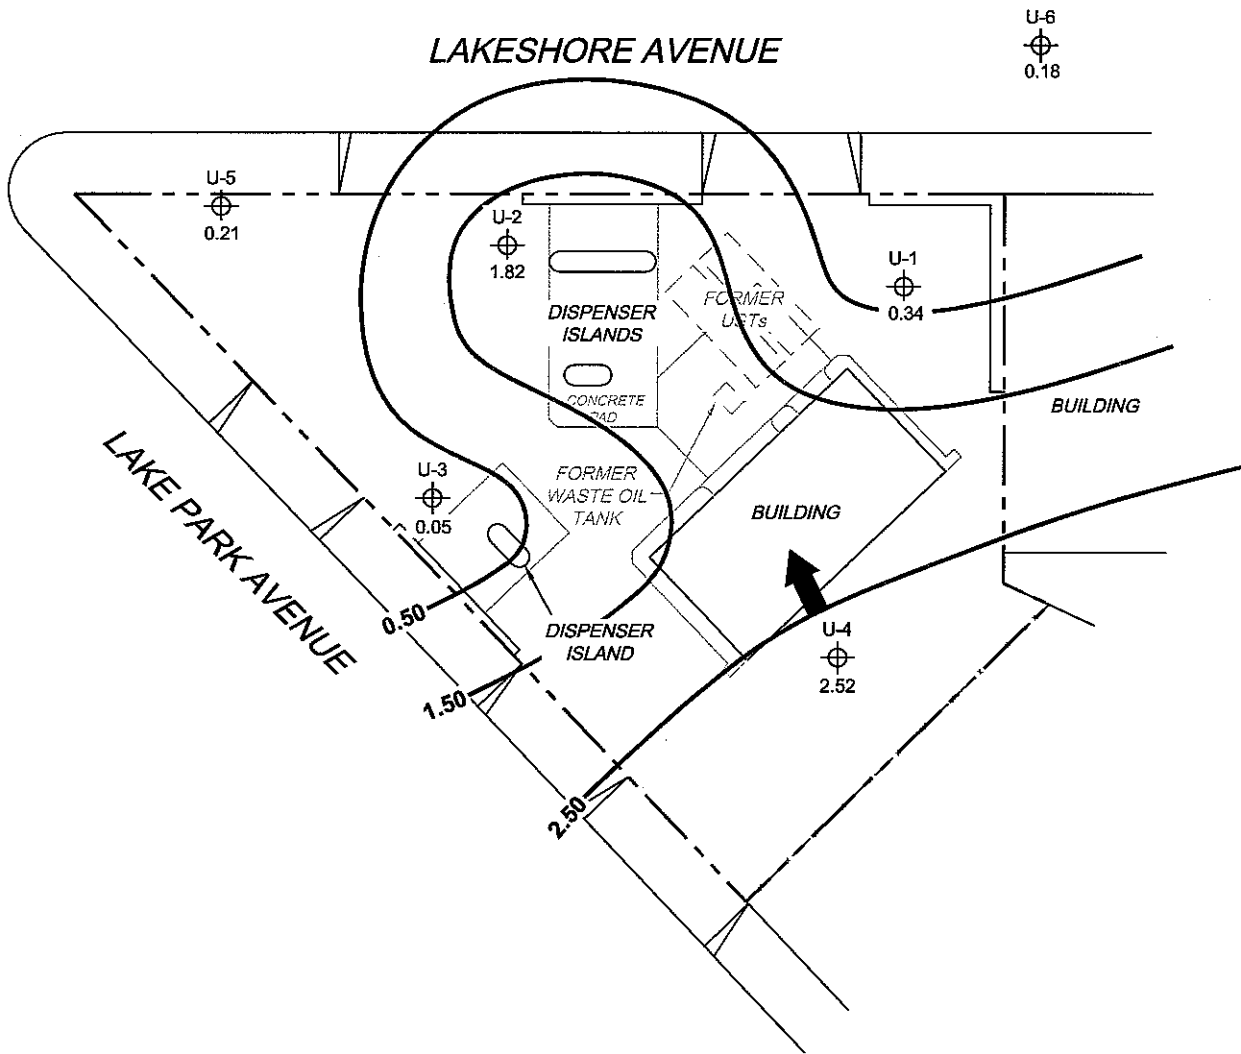 U-6
LAKESHORE AVENUE
0.18
U-5
0.21
U-2
1.82
U-1
0.34
FORMER
USTs
DISPENSER
ISLANDS
CONCRETE
PAD
BUILDING
LAKE PARK AVENUE
U-3
0.05
FORMER
WASTE OIL
TANK
BUILDING
0.50
DISPENSER
ISLAND
U-4
2.52
1.50
2.50